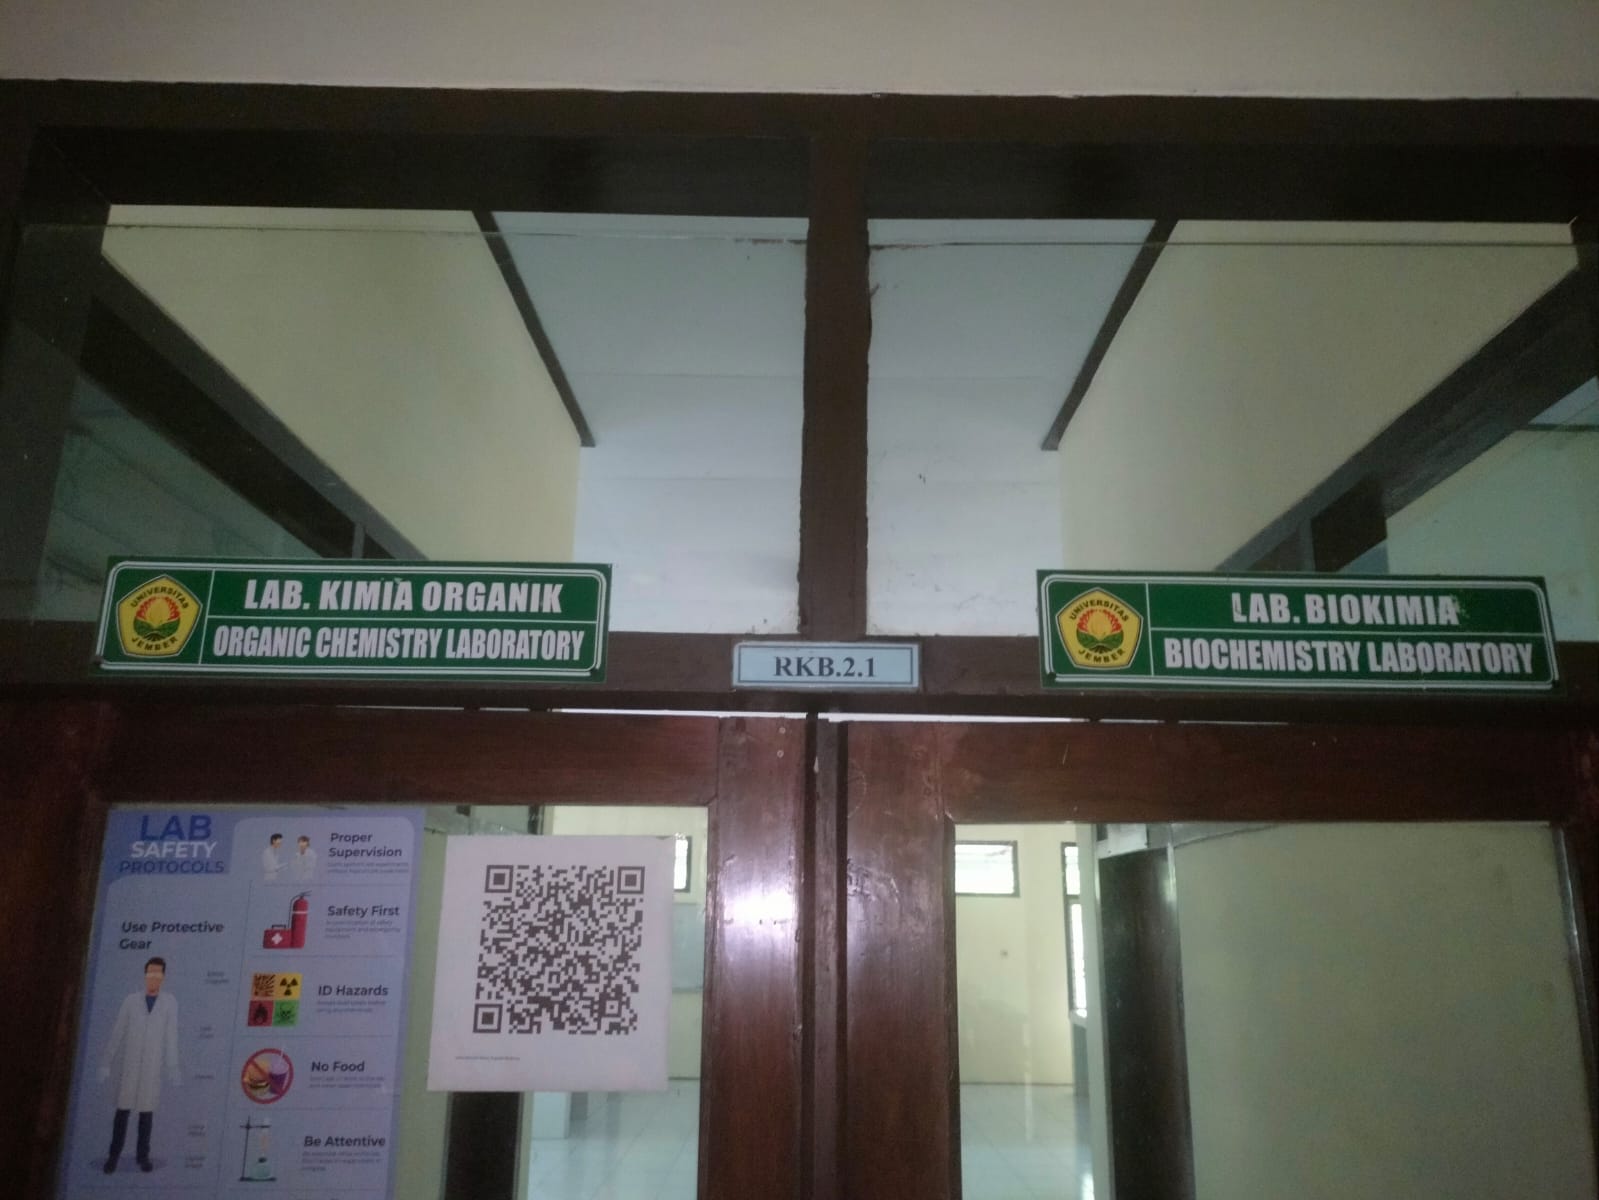 UNIVERSITAS
JEMBER
LAB. KIMIA ORGANIK
ORGANIC CHEMISTRY LABORATORY
RKB.2.1
UNIVERSITAS
JEMBER
LAB. BIOKIMIA
BIOCHEMISTRY LABORATORY
LAB
SAFETY
PROTOCOLS
Use Protective
Gear
Proper
Supervision
Safety First
ID Hazards
No Food
Be Attentive